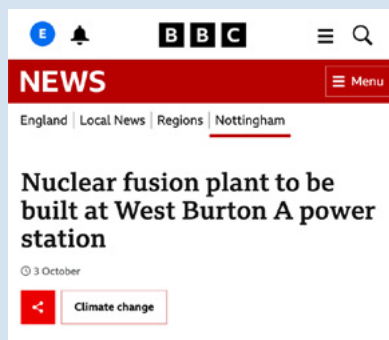 E BBC
NEWS Menu
England Local News Regions Nottingham
Nuclear fusion plant to be
built at West Burton A power
station
3 October
Climate change